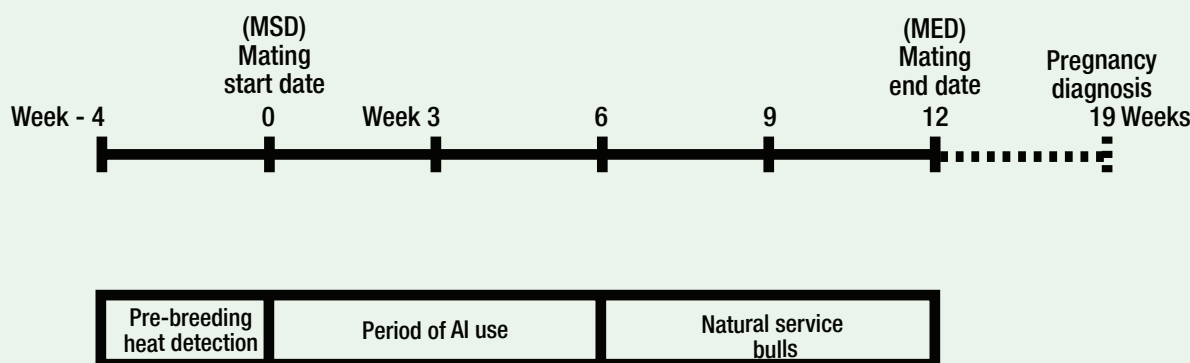 (MSD)
Mating
start date
(MED)
Mating
end date
Pregnancy
diagnosis
Week - 4
0
Week 3
6
9
12
19 Weeks
Pre-breeding
heat detection
Period of AI use
Natural service
bulls